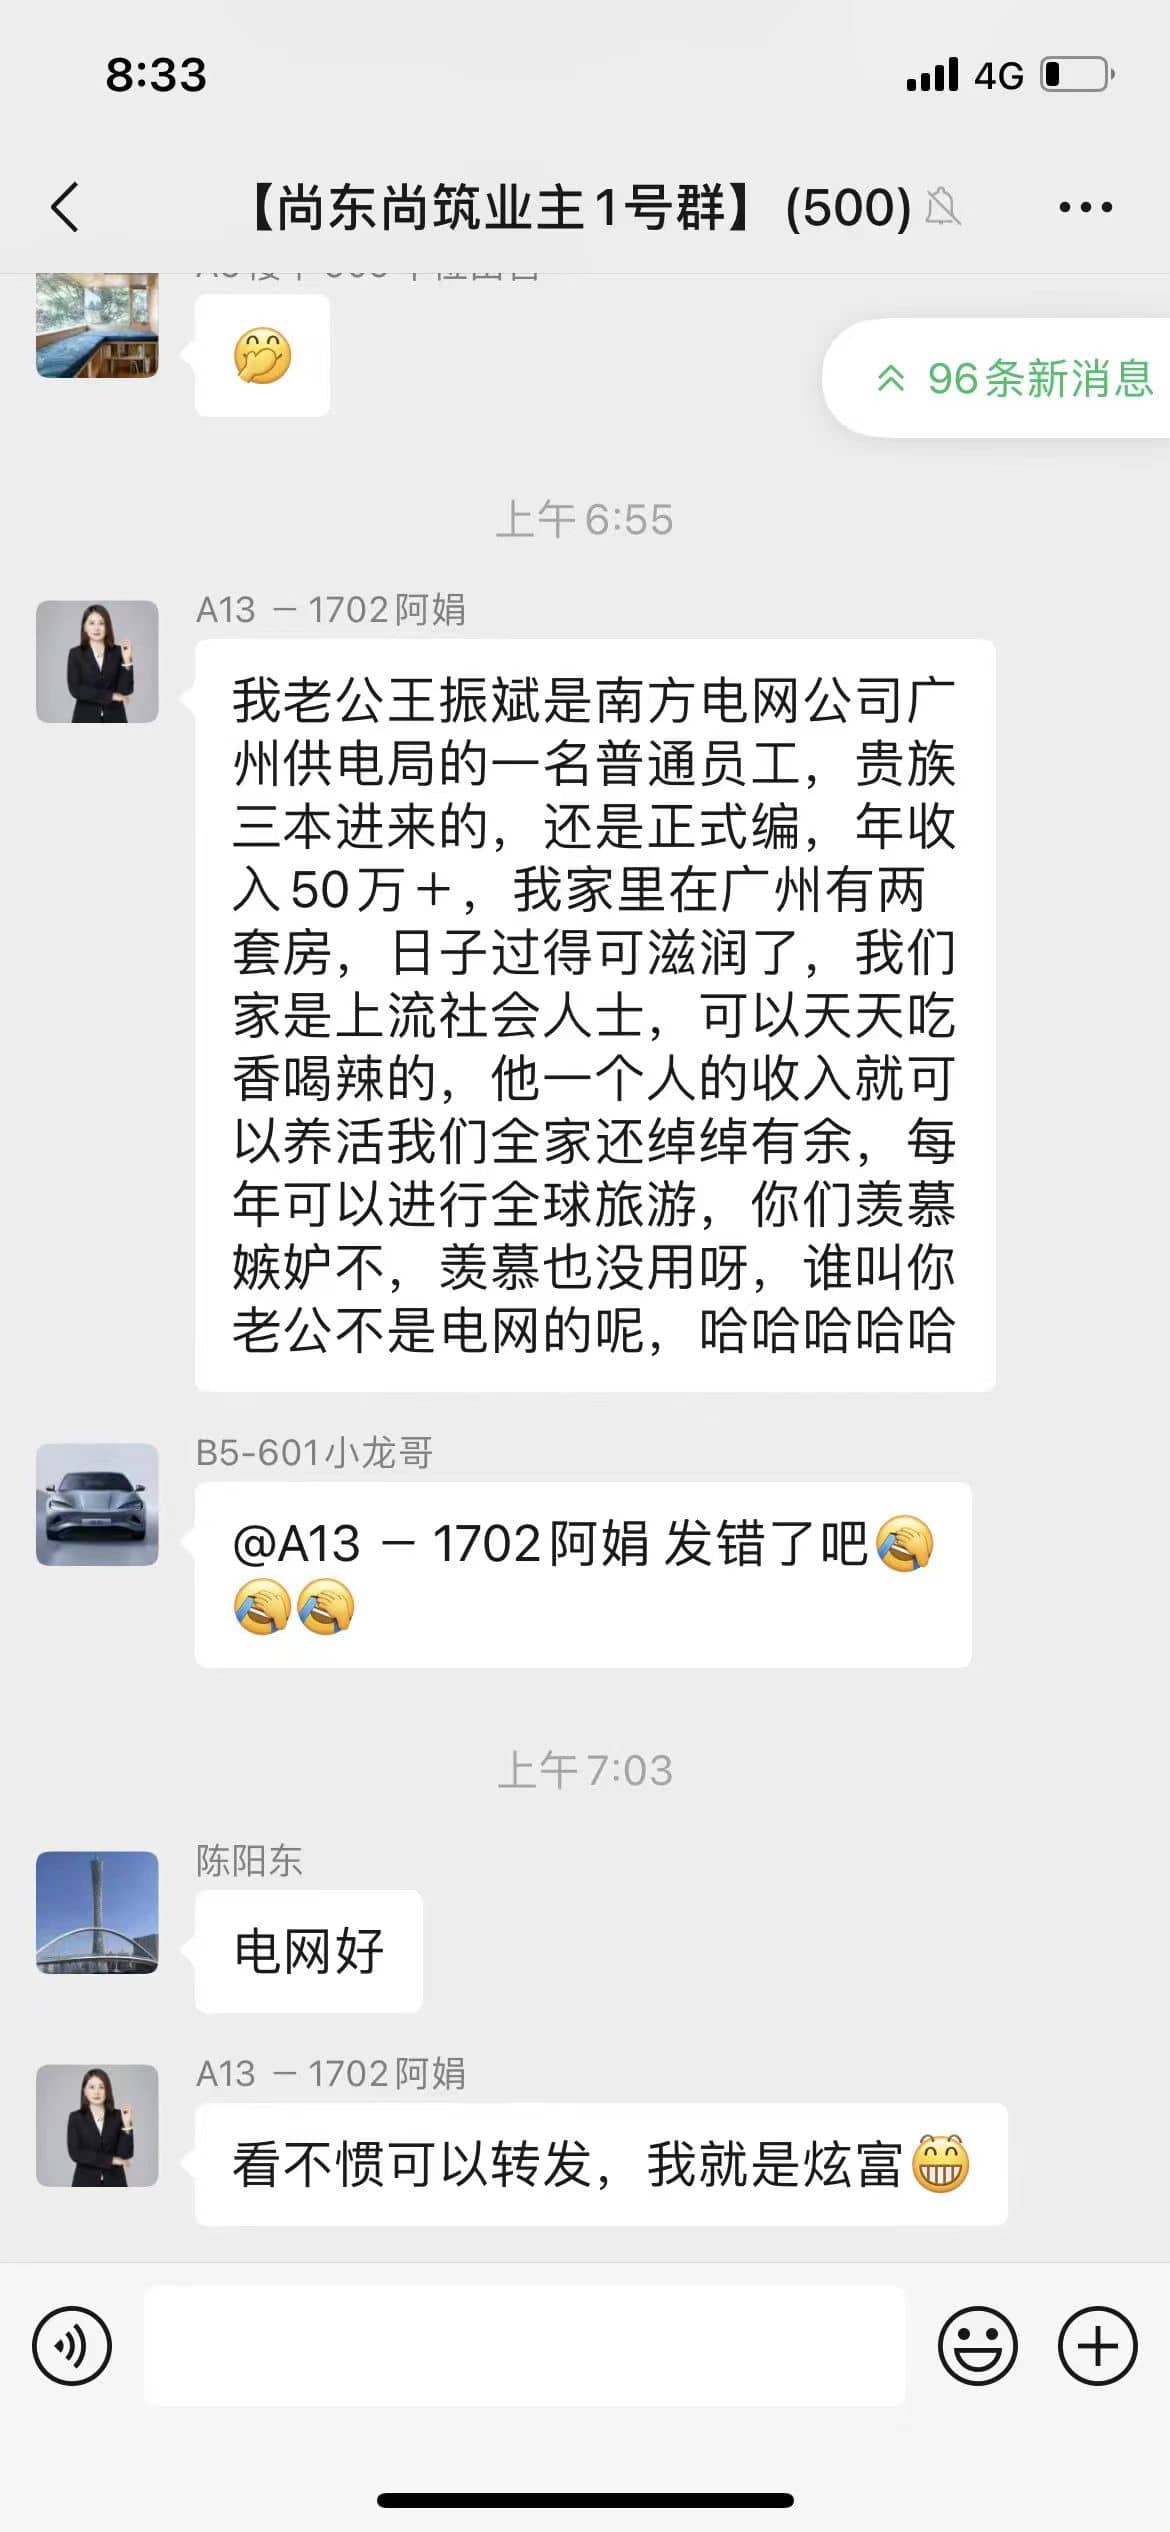 8:33
4G
【尚东尚筑业主1号群】(500)
96条新消息
上午6:55
A13 － 1702阿娟
我老公王振斌是南方电网公司广
州供电局的一名普通员工，贵族
三本进来的，还是正式编，年收
入50万＋，我家里在广州有两
套房，日子过得可滋润了，我们
家是上流社会人士，可以天天吃
香喝辣的，他一个人的收入就可
以养活我们全家还绰绰有余，每
年可以进行全球旅游，你们羡慕
嫉妒不，羡慕也没用呀，谁叫你
老公不是电网的呢，哈哈哈哈哈
B5-601小龙哥
@A13 － 1702阿娟 发错了吧🤦
🤦🤦
上午7:03
陈阳东
电网好
A13 － 1702阿娟
看不惯可以转发，我就是炫富😁